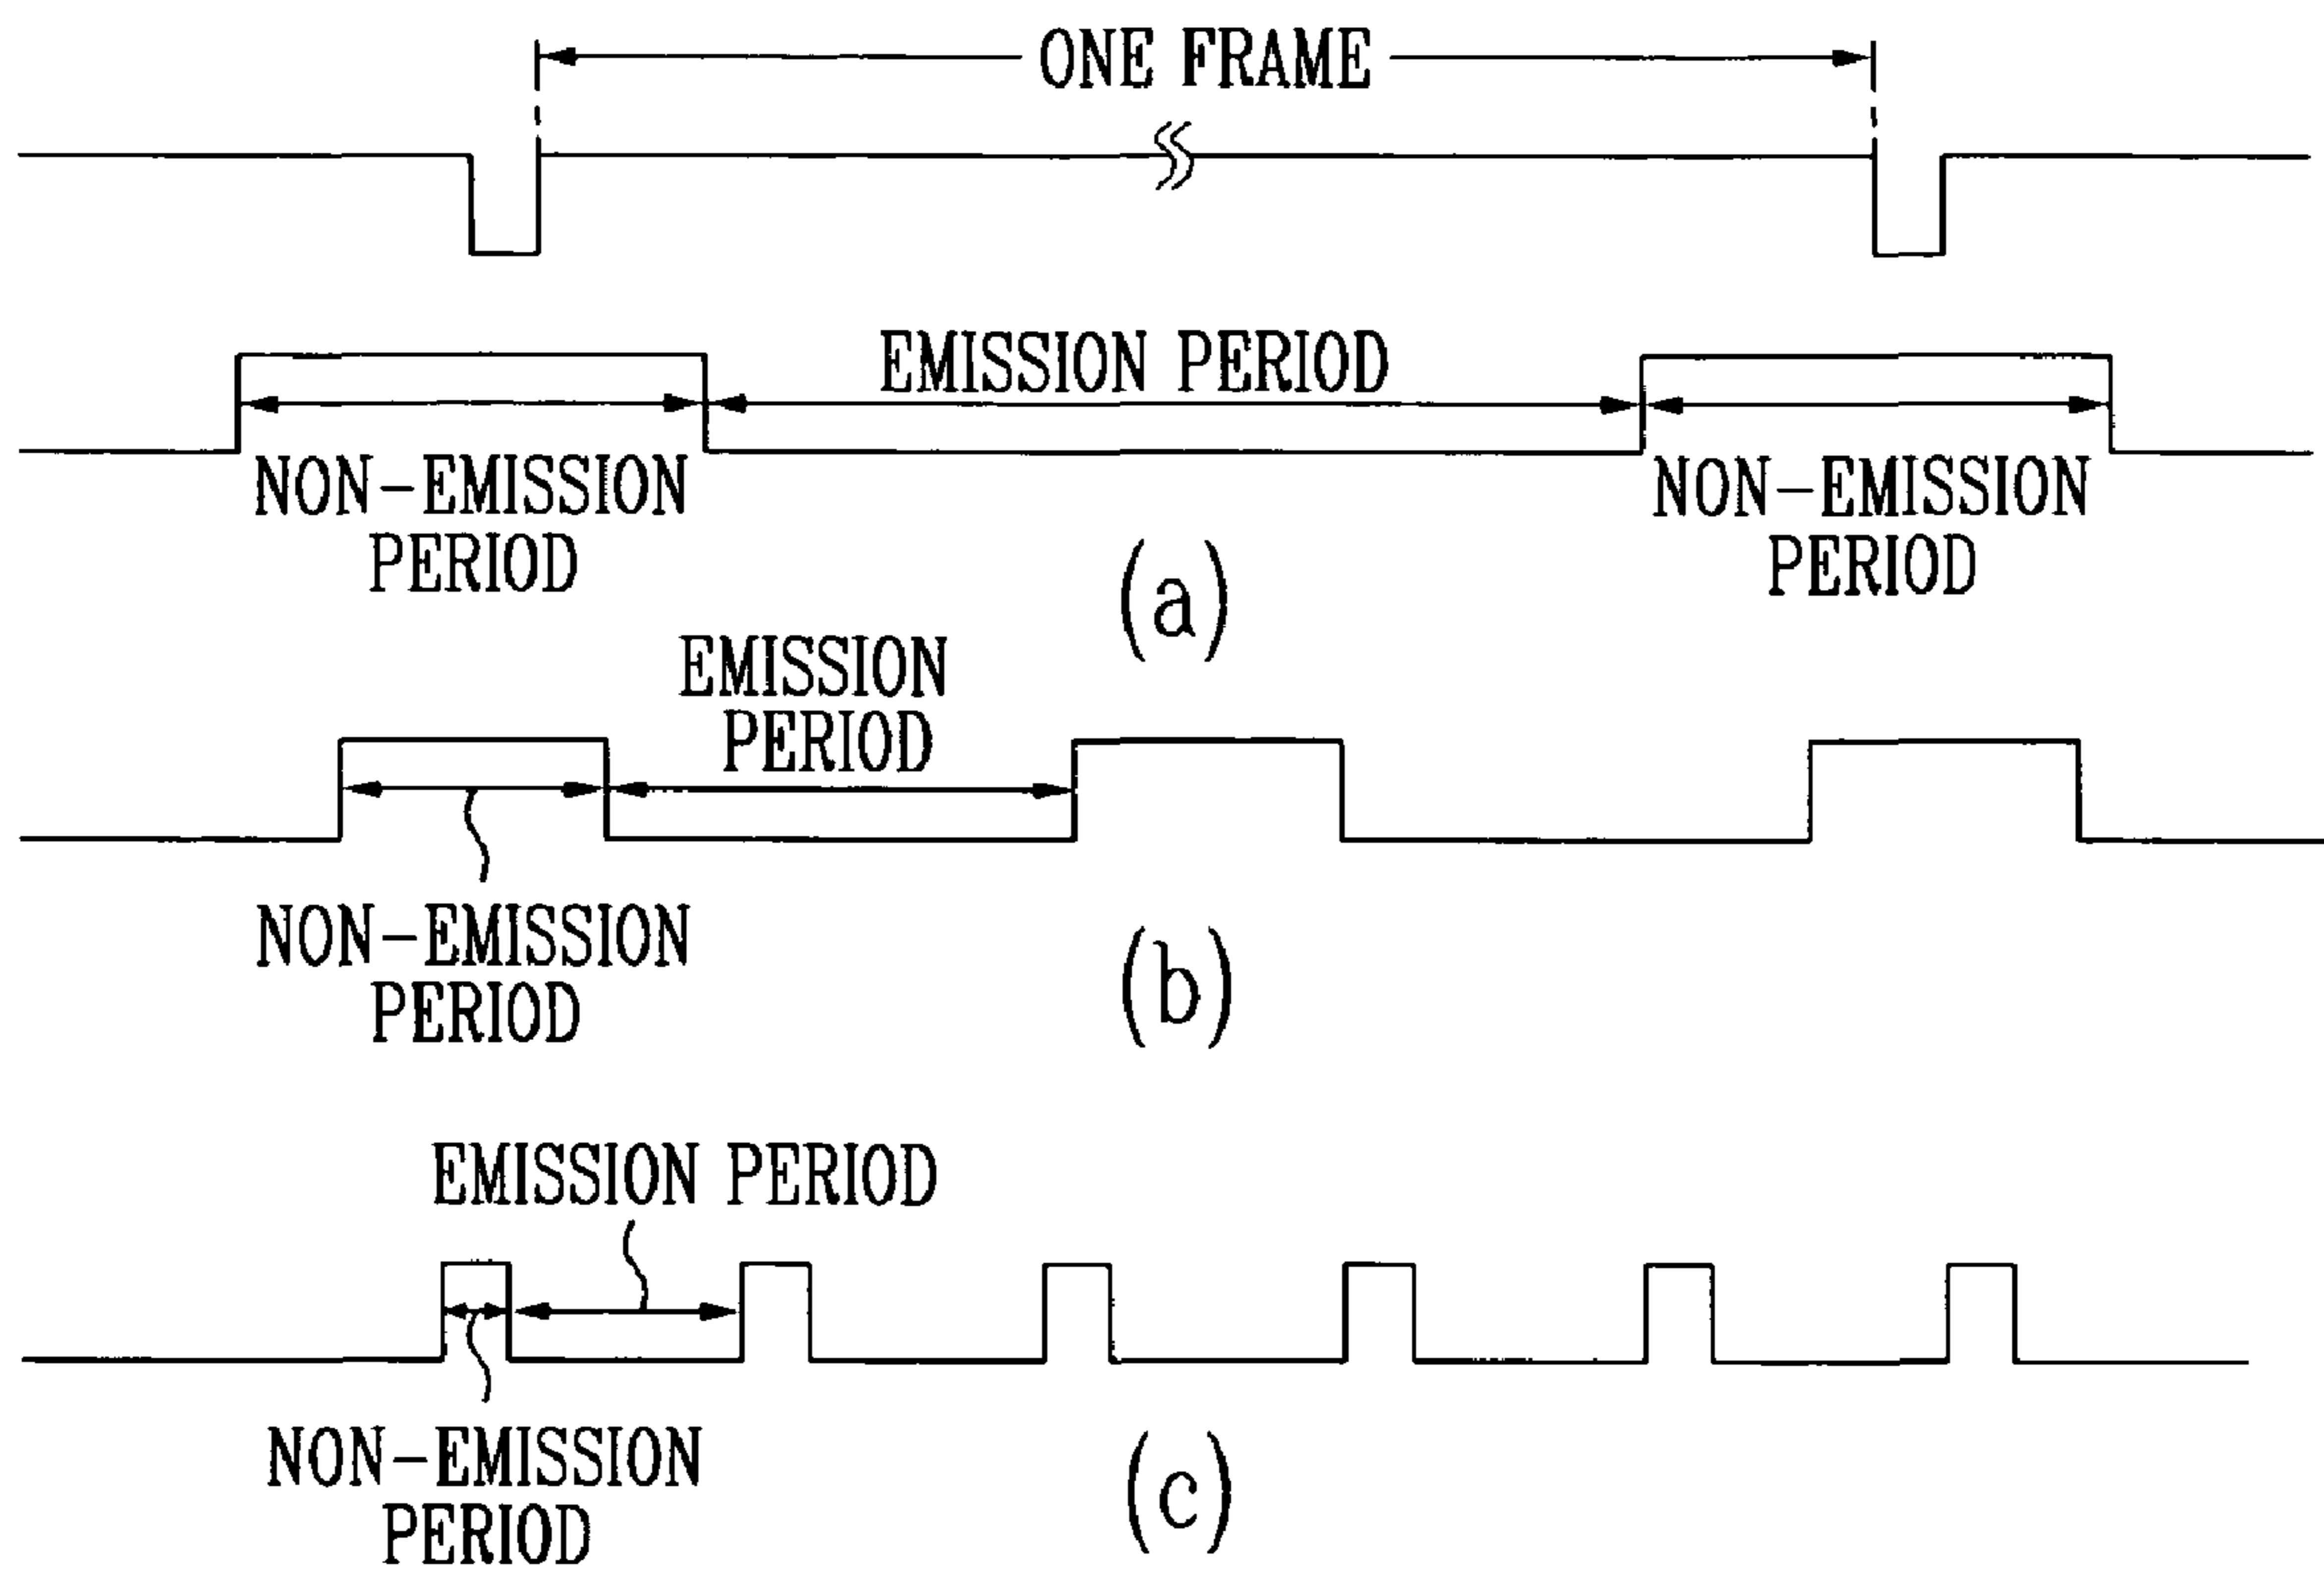 ONE FRAME
EMISSION PERIOD
NON-EMISSION
PERIOD
NON-EMISSION
PERIOD
(a)
EMISSION
PERIOD
NON-EMISSION
PERIOD
(b)
EMISSION PERIOD
NON-EMISSION
PERIOD
(c)